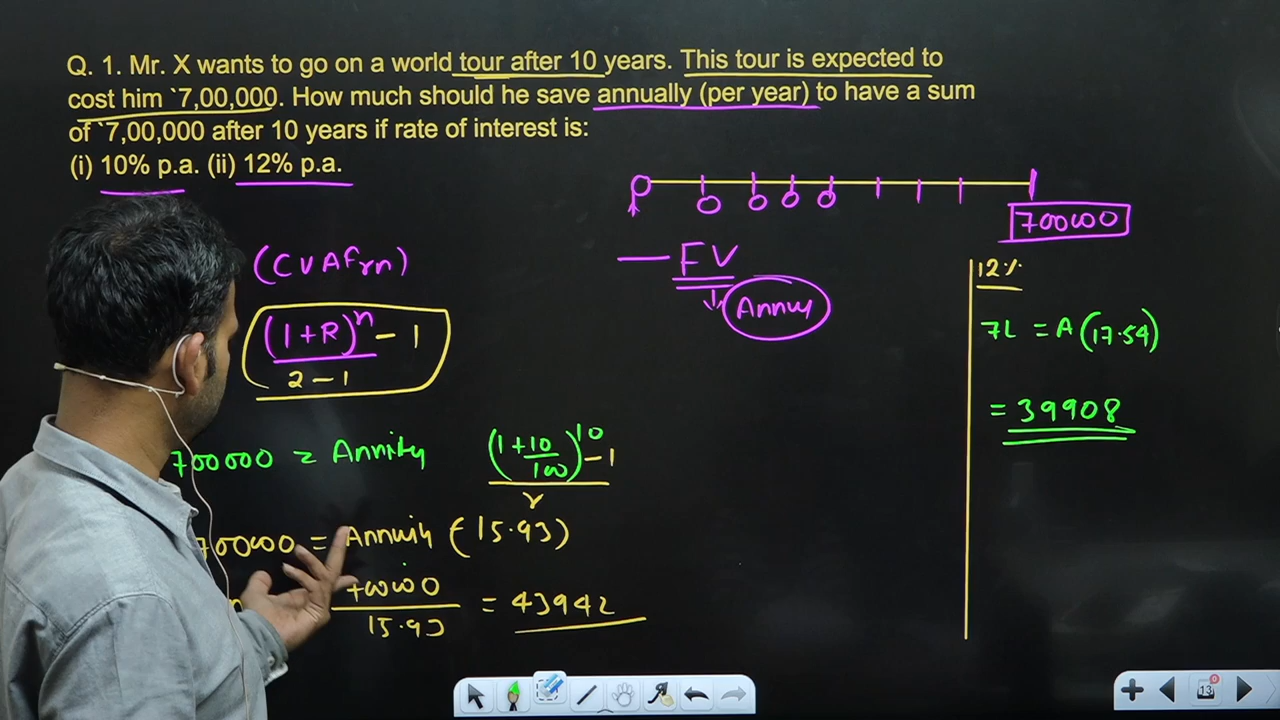 Q. 1. Mr. X wants to go on a world tour after 10 years. This tour is expected to
cost him `7,00,000. How much should he save annually (per year) to have a sum
of `7,00,000 after 10 years if rate of interest is:
(i) 10% p.a. (ii) 12% p.a.
700000
(CVAFrn)
FV
Annuy
12%
(1+R)^n - 1
2 - 1
7L = A (17.54)
= 39908
700000 = Annity (1+10/100)^10 - 1
r
700000 = Annuity (15.93)
15.93
= 43942
13